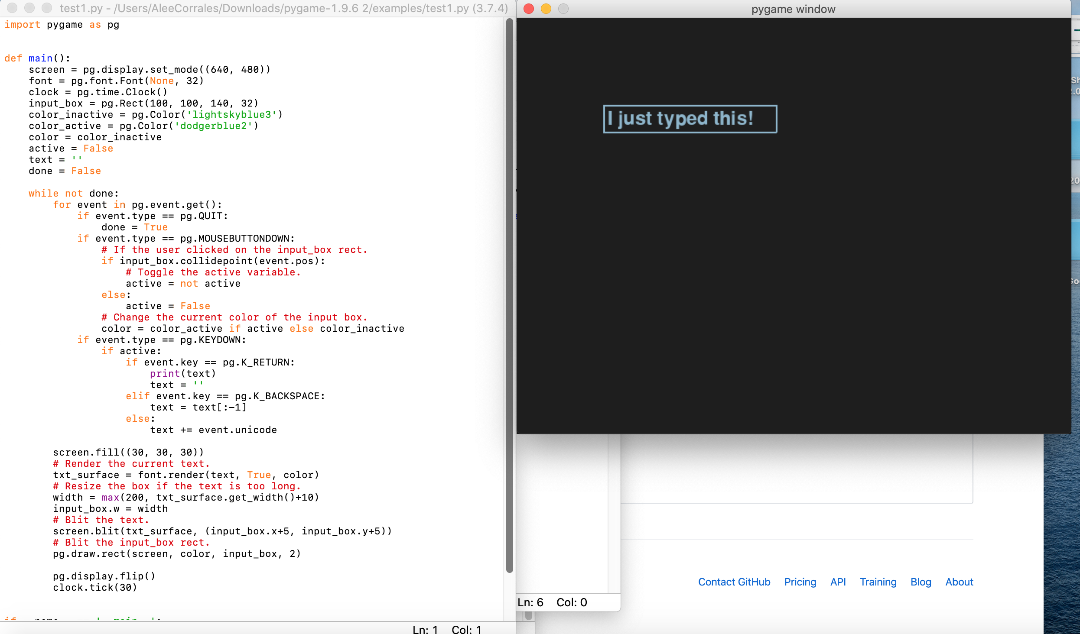 test1.py - /Users/AleeCorrales/Downloads/pygame-1.9.6 2/examples/test1.py (3.7.4)
import pygame as pg
def main():
screen = pg.display.set_mode((640, 480))
font = pg.font.Font(None, 32)
clock = pg.time.Clock()
input_box = pg.Rect(100, 100, 140, 32)
color_inactive = pg.Color('lightskyblue3')
color_active = pg.Color('dodgerblue2')
color = color_inactive
active = False
text = ''
done = False
while not done:
for event in pg.event.get():
if event.type == pg.QUIT:
done = True
if event.type == pg.MOUSEBUTTONDOWN:
# If the user clicked on the input_box rect.
if input_box.collidepoint(event.pos):
# Toggle the active variable.
active = not active
else:
active = False
# Change the current color of the input box.
color = color_active if active else color_inactive
if event.type == pg.KEYDOWN:
if active:
if event.key == pg.K_RETURN:
print(text)
text = ''
elif event.key == pg.K_BACKSPACE:
text = text[:-1]
else:
text += event.unicode
screen.fill((30, 30, 30))
# Render the current text.
txt_surface = font.render(text, True, color)
# Resize the box if the text is too long.
width = max(200, txt_surface.get_width()+10)
input_box.w = width
# Blit the text.
screen.blit(txt_surface, (input_box.x+5, input_box.y+5))
# Blit the input_box rect.
pg.draw.rect(screen, color, input_box, 2)
pg.display.flip()
clock.tick(30)
Ln: 1 Col: 1
pygame window
I just typed this!
Contact GitHub Pricing API Training Blog About
Ln: 6 Col: 0